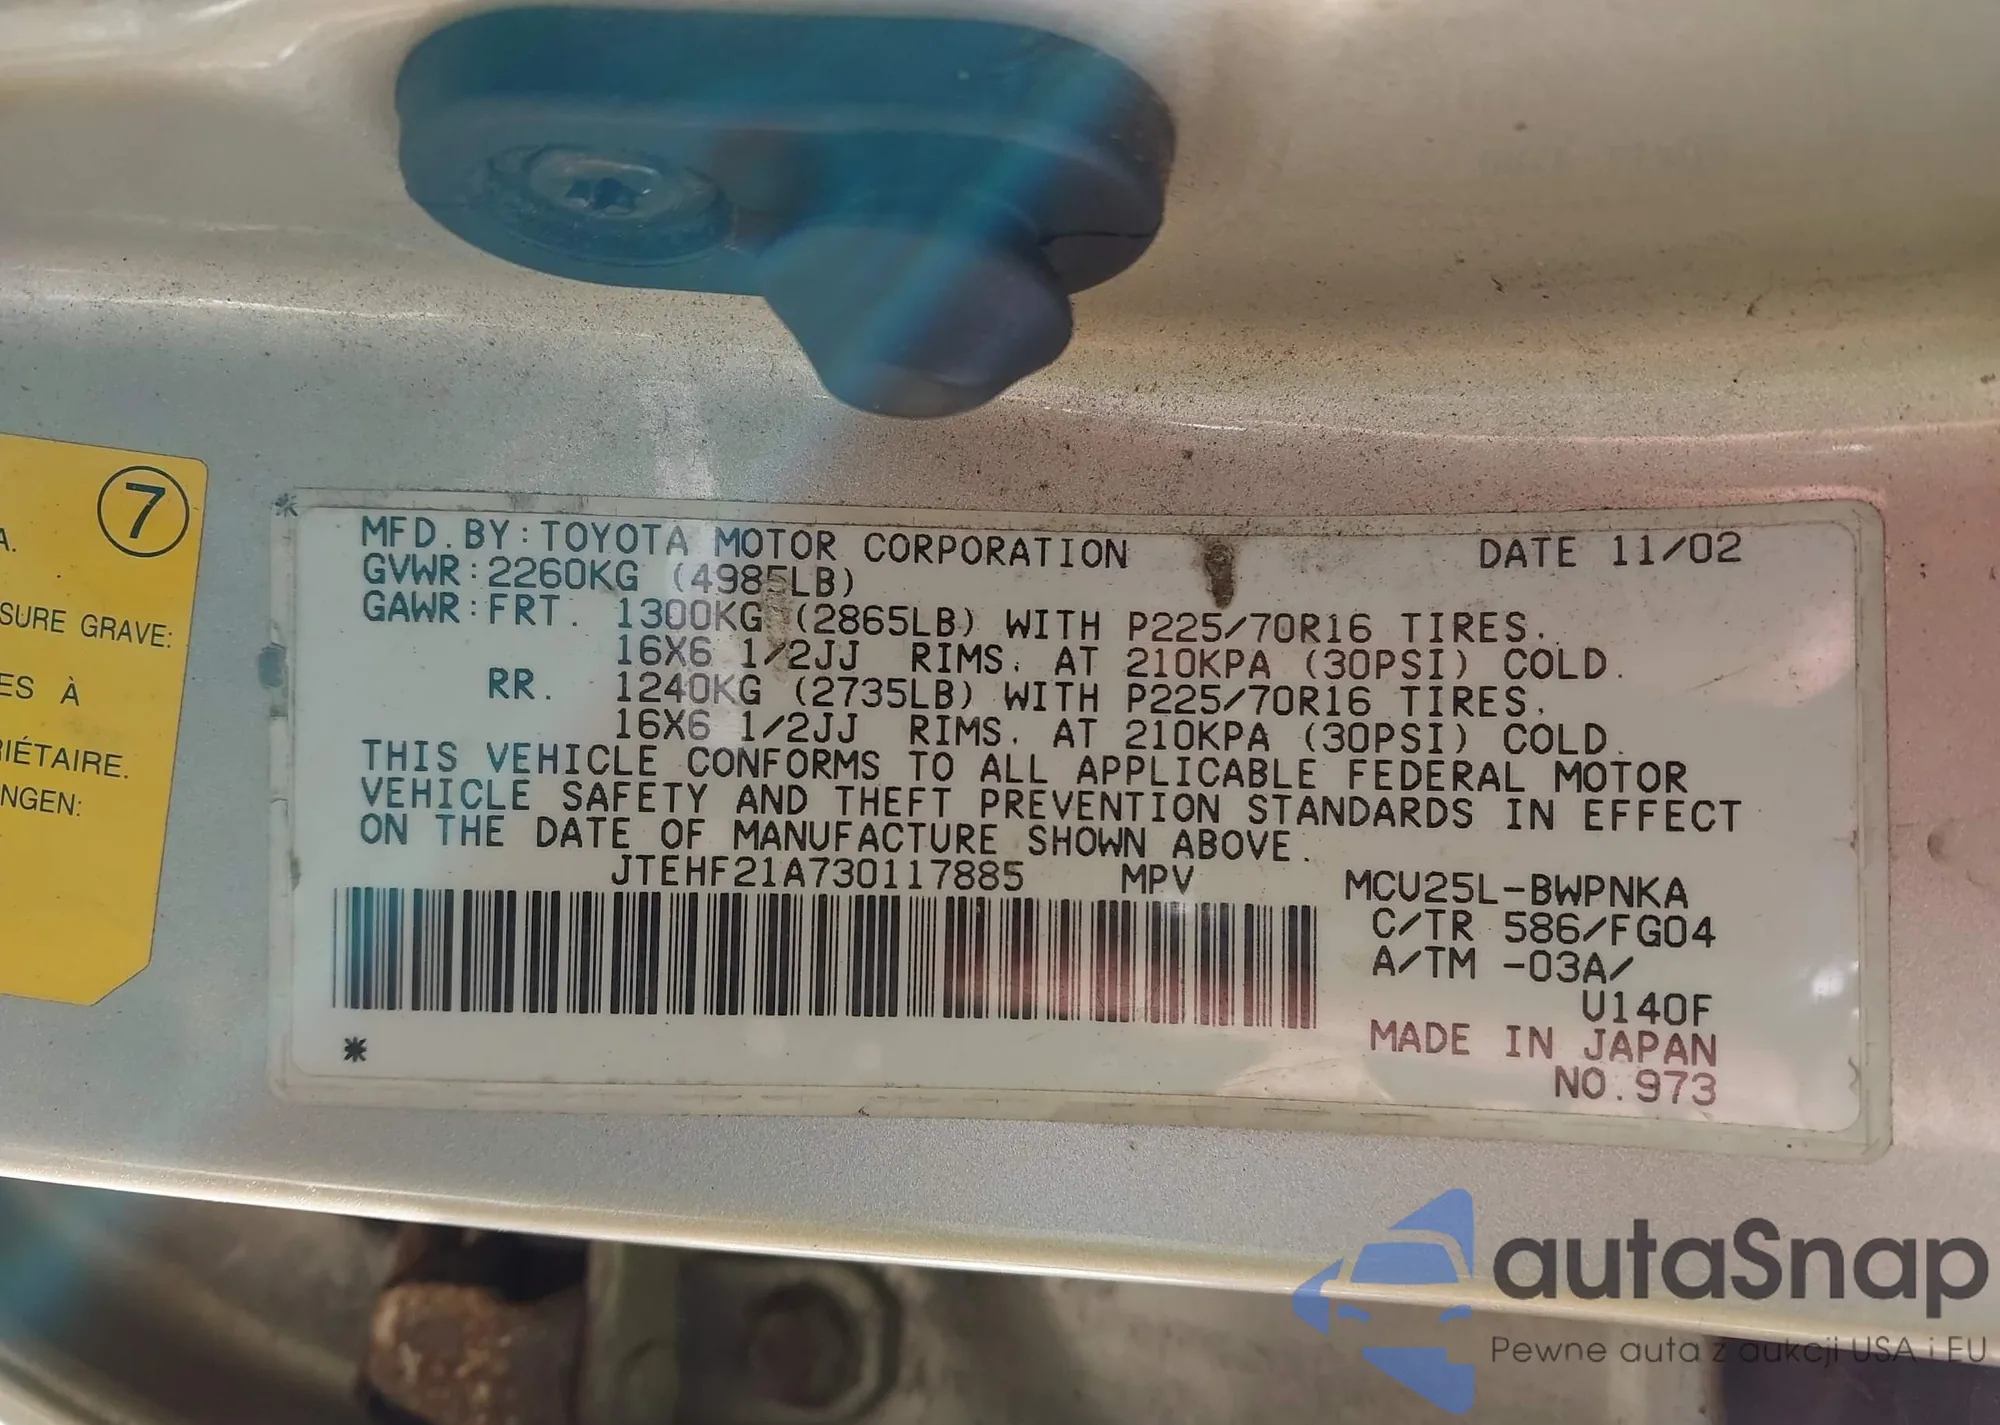 7
A.
SURE GRAVE:
ES À
RIÉTAIRE.
NGEN:
MFD.BY:TOYOTA MOTOR CORPORATION DATE 11/02
GVWR:2260KG (4985LB)
GAWR:FRT. 1300KG (2865LB) WITH P225/70R16 TIRES.
16X6 1/2JJ RIMS. AT 210KPA (30PSI) COLD.
RR. 1240KG (2735LB) WITH P225/70R16 TIRES.
16X6 1/2JJ RIMS. AT 210KPA (30PSI) COLD.
THIS VEHICLE CONFORMS TO ALL APPLICABLE FEDERAL MOTOR
VEHICLE SAFETY AND THEFT PREVENTION STANDARDS IN EFFECT
ON THE DATE OF MANUFACTURE SHOWN ABOVE.
JTEHF21A730117885 MPV MCU25L-BWPNKA
C/TR 586/FG04
A/TM -03A/
U140F
MADE IN JAPAN
NO.973
autaSnap
Pewne auta z aukcji USA i EU